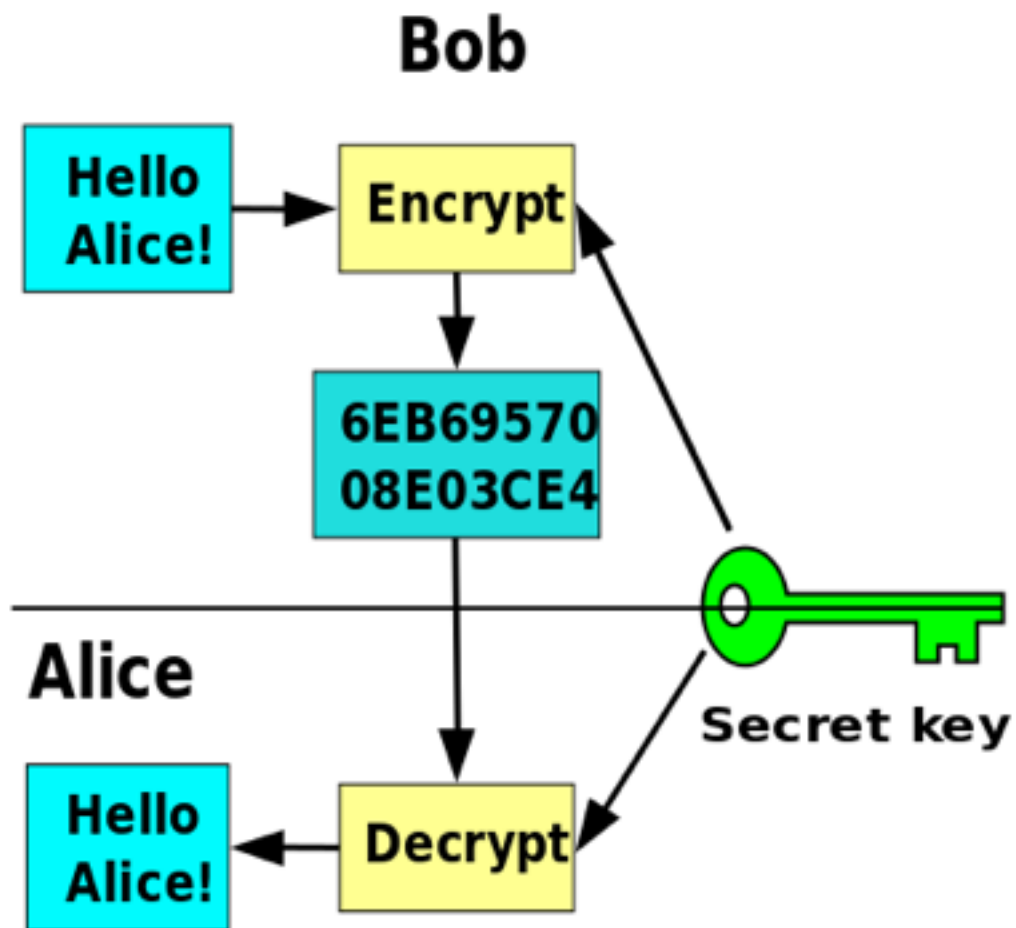 Bob
Hello
Alice!
Encrypt
6EB69570
08E03CE4
Alice
Secret key
Hello
Alice!
Decrypt